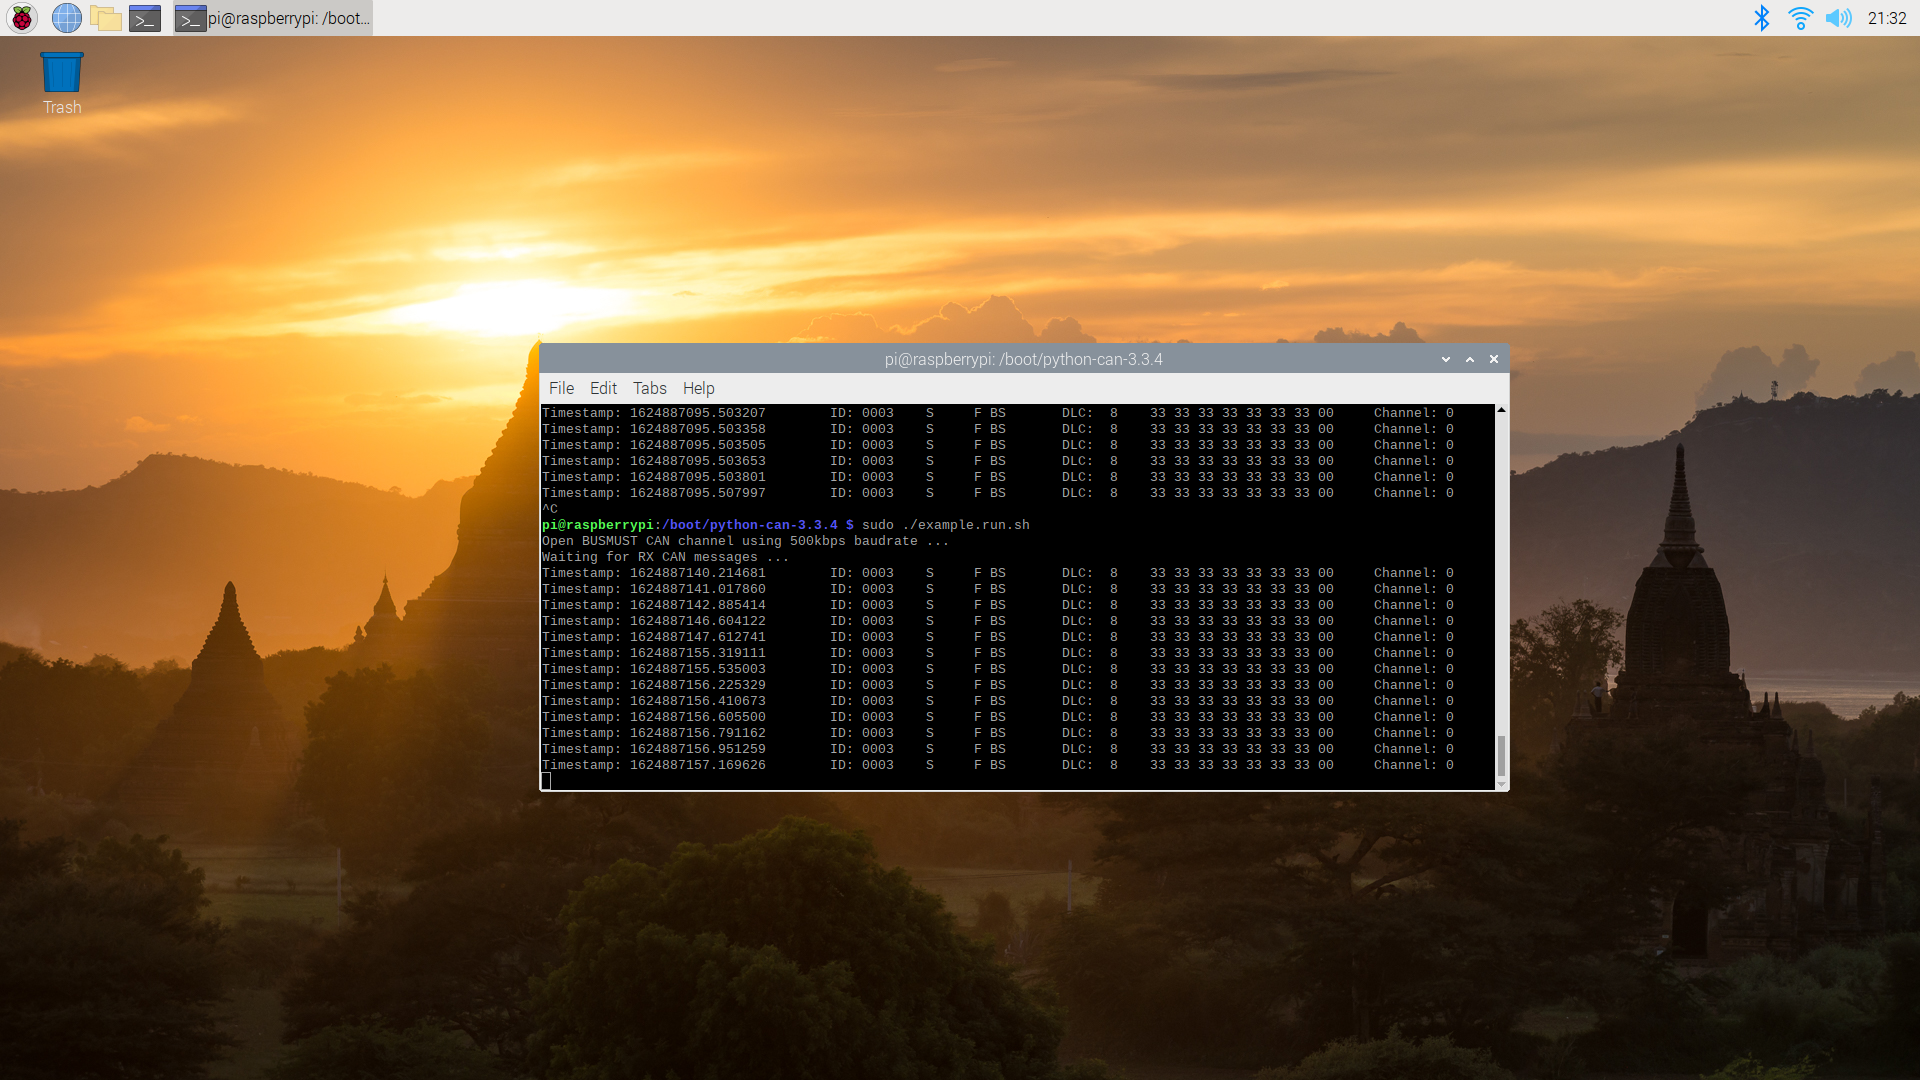 pi@raspberrypi: /boot...
21:32
Trash
pi@raspberrypi: /boot/python-can-3.3.4
File Edit Tabs Help
Timestamp: 1624887095.503207 ID: 0003 S F BS DLC: 8 33 33 33 33 33 33 33 00 Channel: 0
Timestamp: 1624887095.503358 ID: 0003 S F BS DLC: 8 33 33 33 33 33 33 33 00 Channel: 0
Timestamp: 1624887095.503505 ID: 0003 S F BS DLC: 8 33 33 33 33 33 33 33 00 Channel: 0
Timestamp: 1624887095.503653 ID: 0003 S F BS DLC: 8 33 33 33 33 33 33 33 00 Channel: 0
Timestamp: 1624887095.503801 ID: 0003 S F BS DLC: 8 33 33 33 33 33 33 33 00 Channel: 0
Timestamp: 1624887095.507997 ID: 0003 S F BS DLC: 8 33 33 33 33 33 33 33 00 Channel: 0
^C
pi@raspberrypi:/boot/python-can-3.3.4 $ sudo ./example.run.sh
Open BUSMUST CAN channel using 500kbps baudrate ...
Waiting for RX CAN messages ...
Timestamp: 1624887140.214681 ID: 0003 S F BS DLC: 8 33 33 33 33 33 33 33 00 Channel: 0
Timestamp: 1624887141.017860 ID: 0003 S F BS DLC: 8 33 33 33 33 33 33 33 00 Channel: 0
Timestamp: 1624887142.885414 ID: 0003 S F BS DLC: 8 33 33 33 33 33 33 33 00 Channel: 0
Timestamp: 1624887146.604122 ID: 0003 S F BS DLC: 8 33 33 33 33 33 33 33 00 Channel: 0
Timestamp: 1624887147.612741 ID: 0003 S F BS DLC: 8 33 33 33 33 33 33 33 00 Channel: 0
Timestamp: 1624887155.319111 ID: 0003 S F BS DLC: 8 33 33 33 33 33 33 33 00 Channel: 0
Timestamp: 1624887155.535003 ID: 0003 S F BS DLC: 8 33 33 33 33 33 33 33 00 Channel: 0
Timestamp: 1624887156.225329 ID: 0003 S F BS DLC: 8 33 33 33 33 33 33 33 00 Channel: 0
Timestamp: 1624887156.410673 ID: 0003 S F BS DLC: 8 33 33 33 33 33 33 33 00 Channel: 0
Timestamp: 1624887156.605500 ID: 0003 S F BS DLC: 8 33 33 33 33 33 33 33 00 Channel: 0
Timestamp: 1624887156.791162 ID: 0003 S F BS DLC: 8 33 33 33 33 33 33 33 00 Channel: 0
Timestamp: 1624887156.951259 ID: 0003 S F BS DLC: 8 33 33 33 33 33 33 33 00 Channel: 0
Timestamp: 1624887157.169626 ID: 0003 S F BS DLC: 8 33 33 33 33 33 33 33 00 Channel: 0